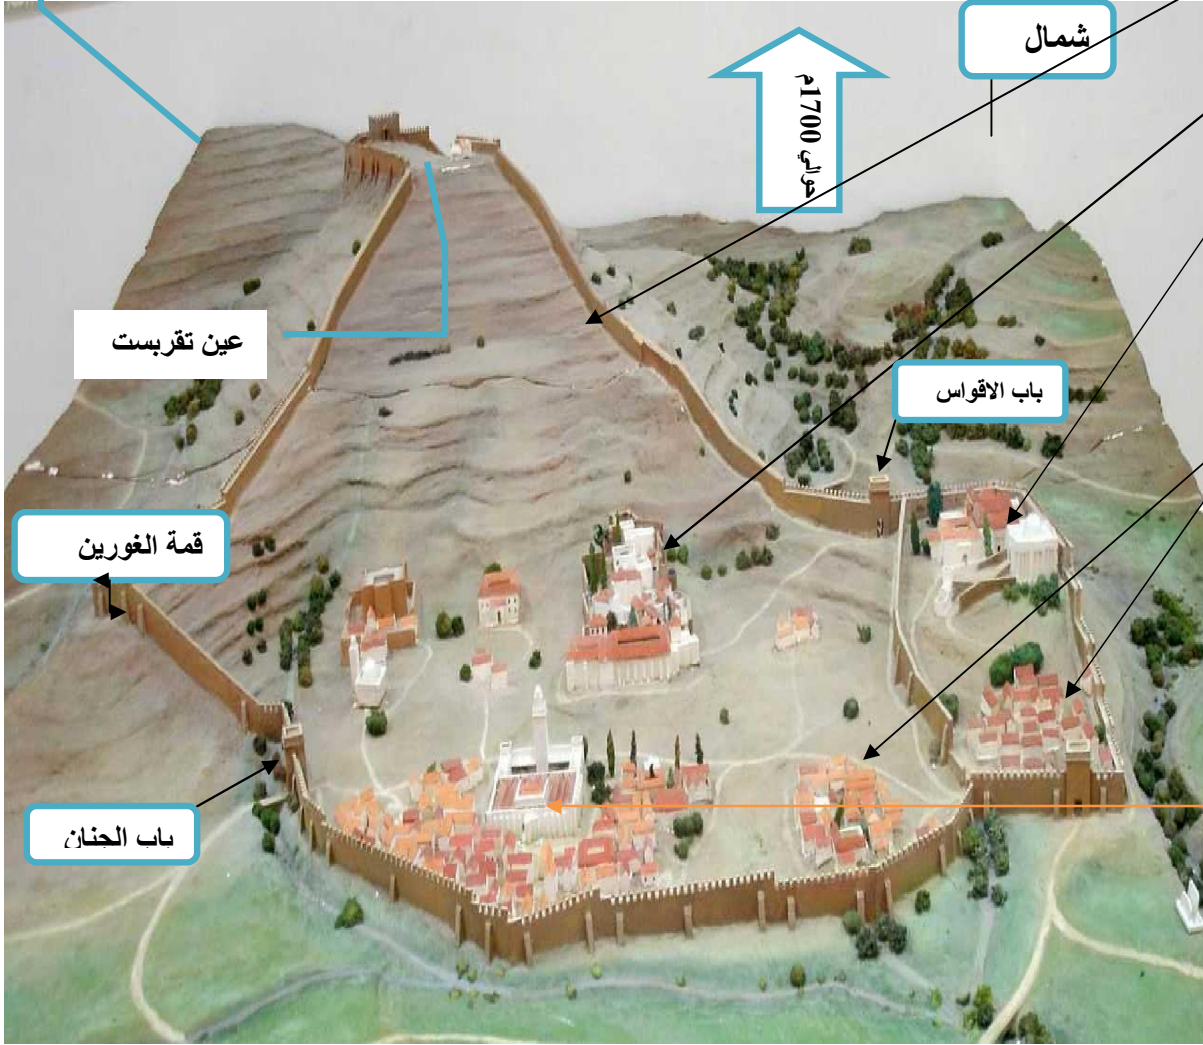 شمال
حوالي 1700م
عين تقربست
باب الاقواس
قمة الغورين
باب الجنان